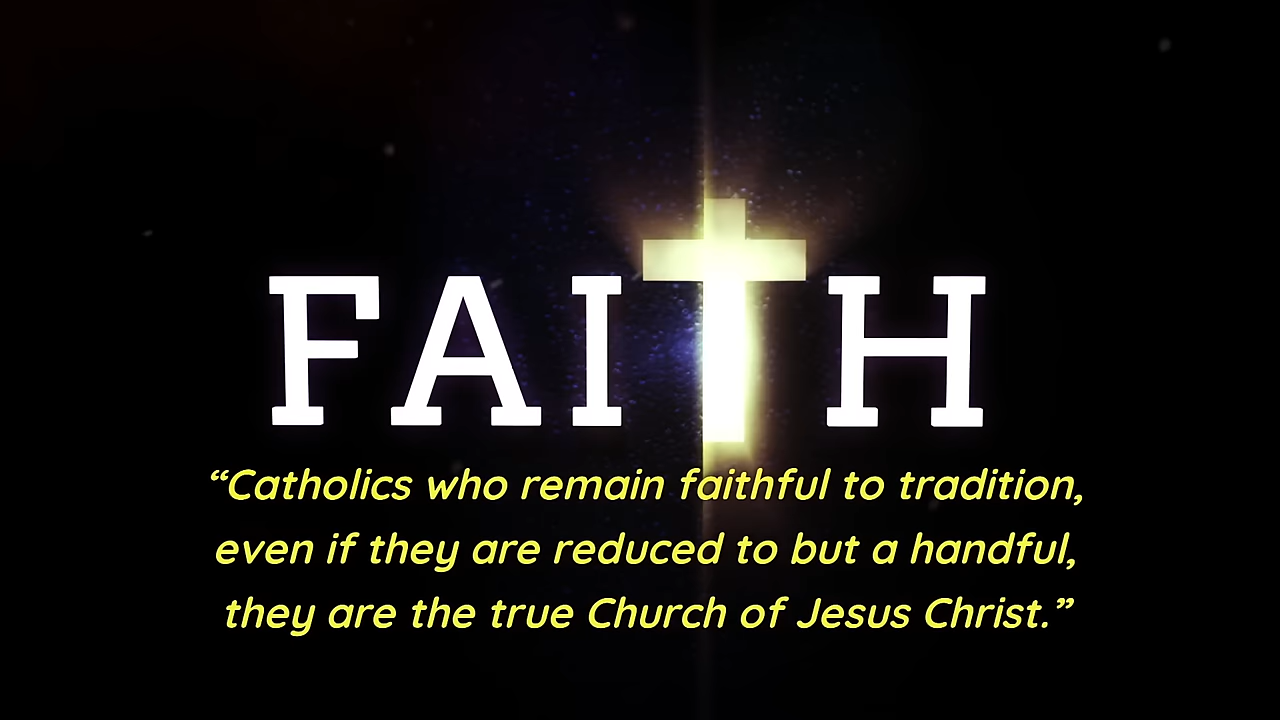 FAITH
“Catholics who remain faithful to tradition,
even if they are reduced to but a handful,
they are the true Church of Jesus Christ.”